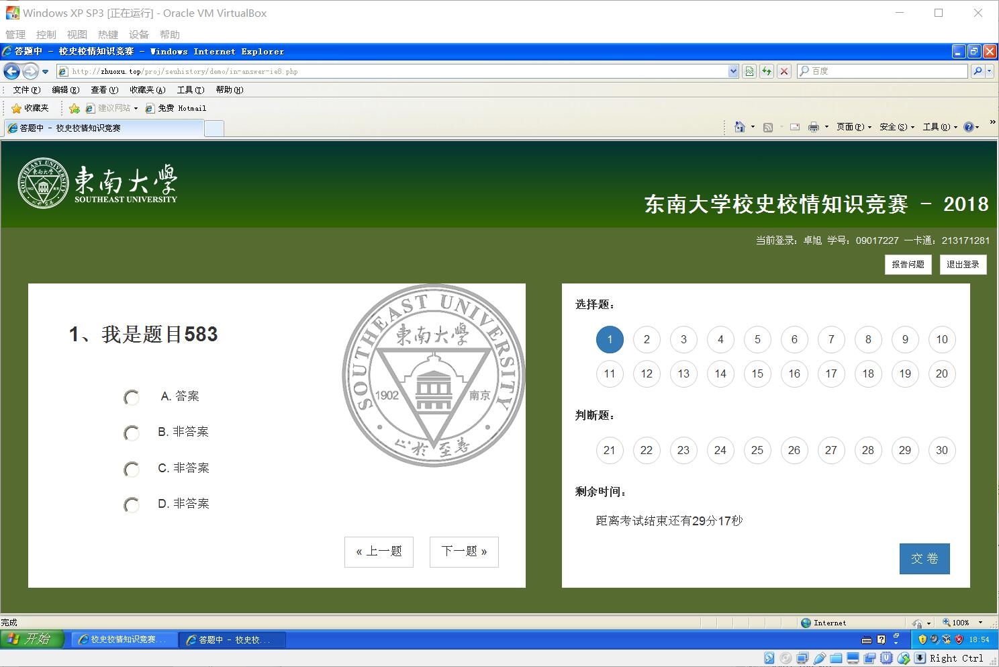 Windows XP SP3 [正在运行] - Oracle VM VirtualBox
管理 控制 视图 热键 设备 帮助
答题中 - 校史校情知识竞赛 - Windows Internet Explorer
http://zhuoxu.top/proj/seuhistory/demo/in-answer-ie8.php
百度
文件(F) 编辑(E) 查看(V) 收藏夹(A) 工具(T) 帮助(H)
收藏夹 建议网站 免费 Hotmail
答题中 - 校史校情知识竞赛
页面(P) 安全(S) 工具(O) »
SOUTHEAST UNIVERSITY
東南大學
1902 南京
東南大學
SOUTHEAST UNIVERSITY
东南大学校史校情知识竞赛 - 2018
当前登录: 卓旭 学号: 09017227 一卡通: 213171281
报告问题 退出登录
1、我是题目583
A. 答案
B. 非答案
C. 非答案
D. 非答案
SOUTHEAST UNIVERSITY
東南大學
1902 南京
止於至善
« 上一题 下一题 »
选择题:
1 2 3 4 5 6 7 8 9 10
11 12 13 14 15 16 17 18 19 20
判断题:
21 22 23 24 25 26 27 28 29 30
剩余时间:
距离考试结束还有29分17秒
交 卷
完成
Internet
100%
开始
校史校情知识竞赛...
答题中 - 校史校...
18:54
Right Ctrl